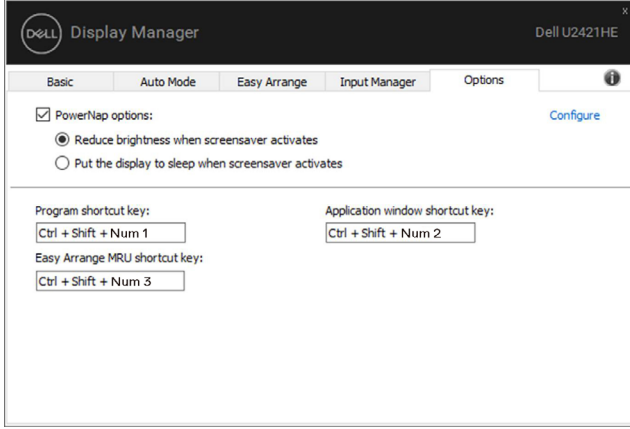 x
DELL Display Manager Dell U2421HE
Basic Auto Mode Easy Arrange Input Manager Options
PowerNap options: Configure
Reduce brightness when screensaver activates
Put the display to sleep when screensaver activates
Program shortcut key: Application window shortcut key:
Ctrl + Shift + Num 1 Ctrl + Shift + Num 2
Easy Arrange MRU shortcut key:
Ctrl + Shift + Num 3